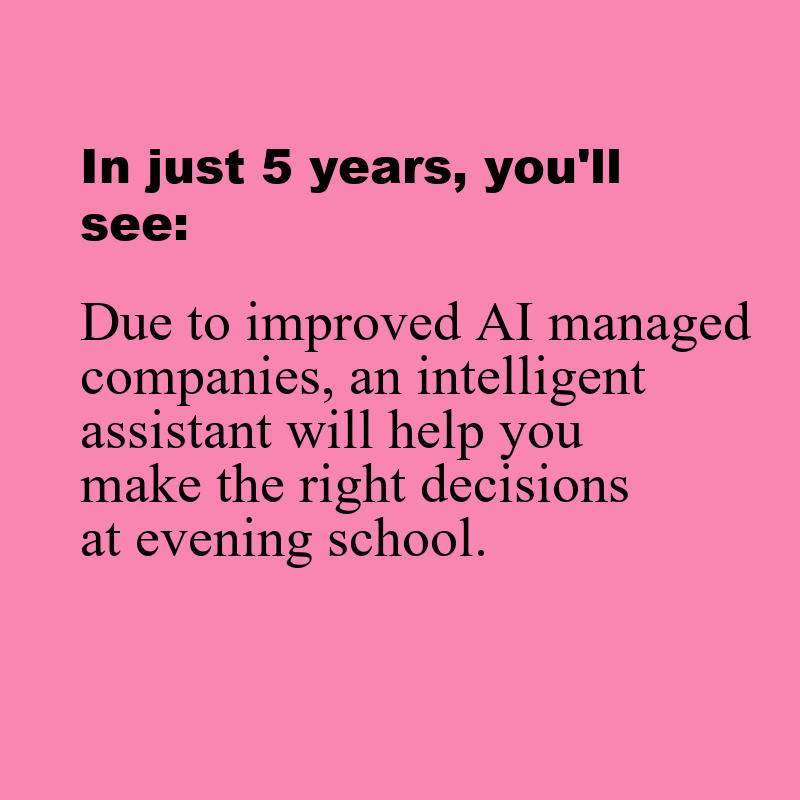 In just 5 years, you'll
see:
Due to improved AI managed
companies, an intelligent
assistant will help you
make the right decisions
at evening school.